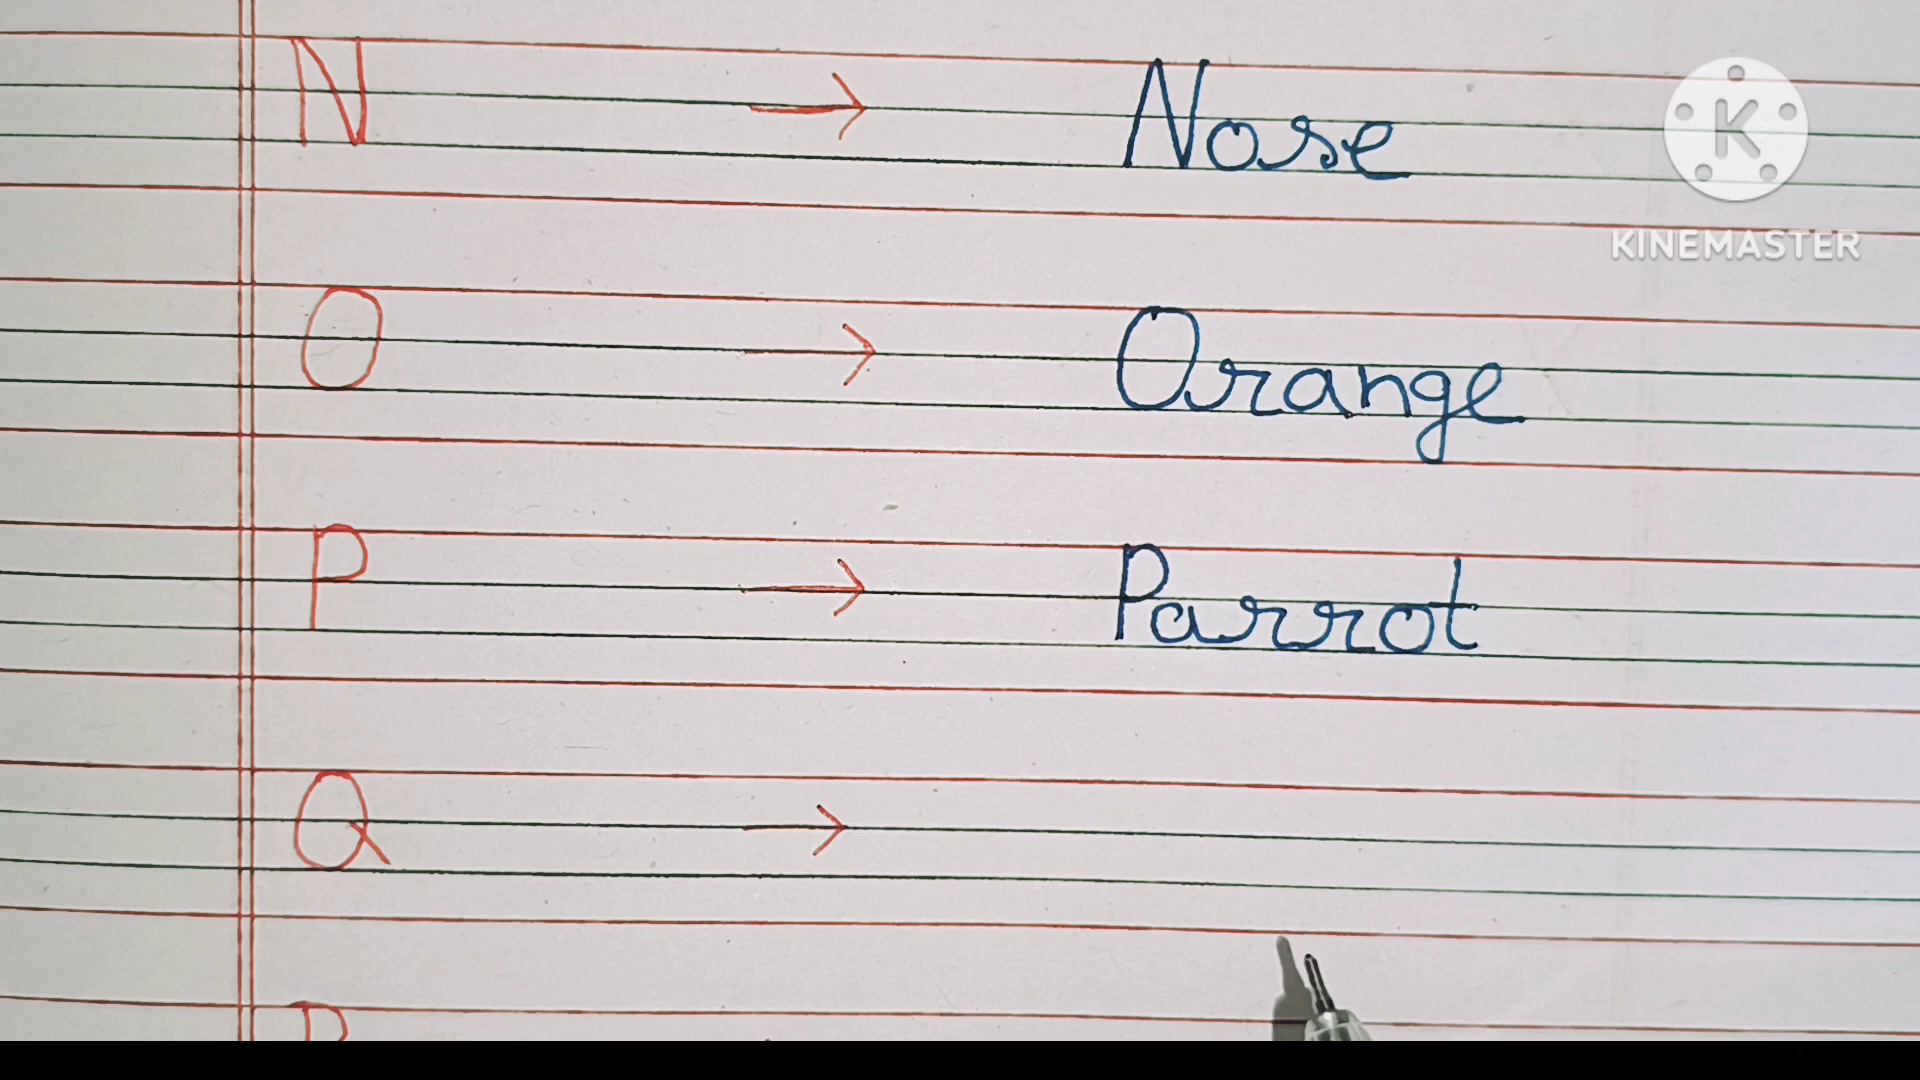 N → Nose
K
KINEMASTER
O → Orange
P → Parrot
Q →